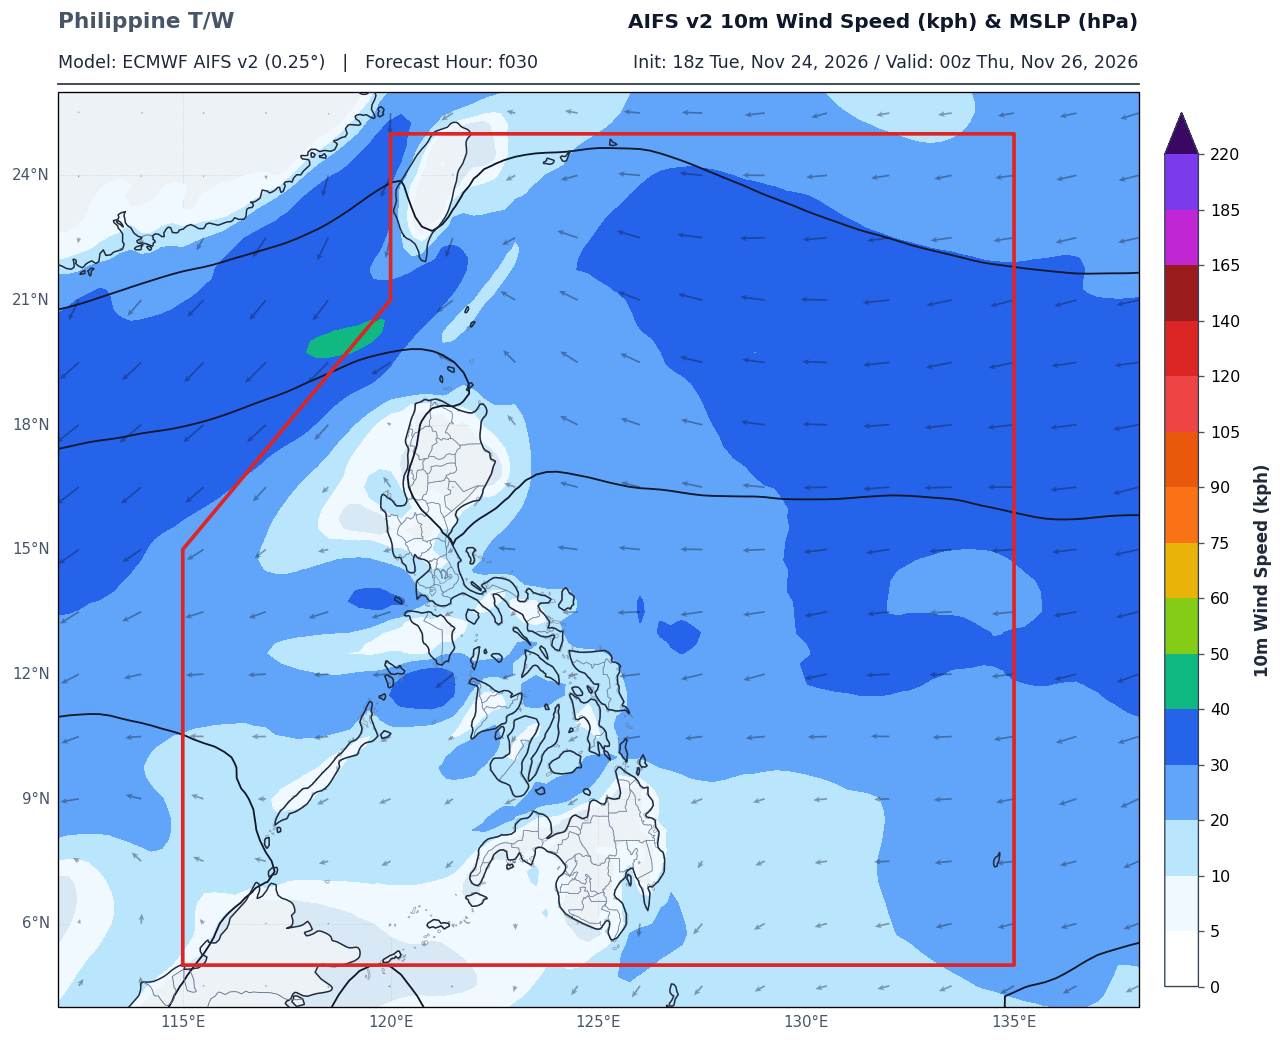 Philippine T/W
AIFS v2 10m Wind Speed (kph) & MSLP (hPa)
Model: ECMWF AIFS v2 (0.25°) | Forecast Hour: f030
Init: 18z Tue, Nov 24, 2026 / Valid: 00z Thu, Nov 26, 2026
24°N
21°N
18°N
15°N
12°N
9°N
6°N
115°E
120°E
125°E
130°E
135°E
220
185
165
140
120
105
90
75
60
50
40
30
20
10
5
0
10m Wind Speed (kph)